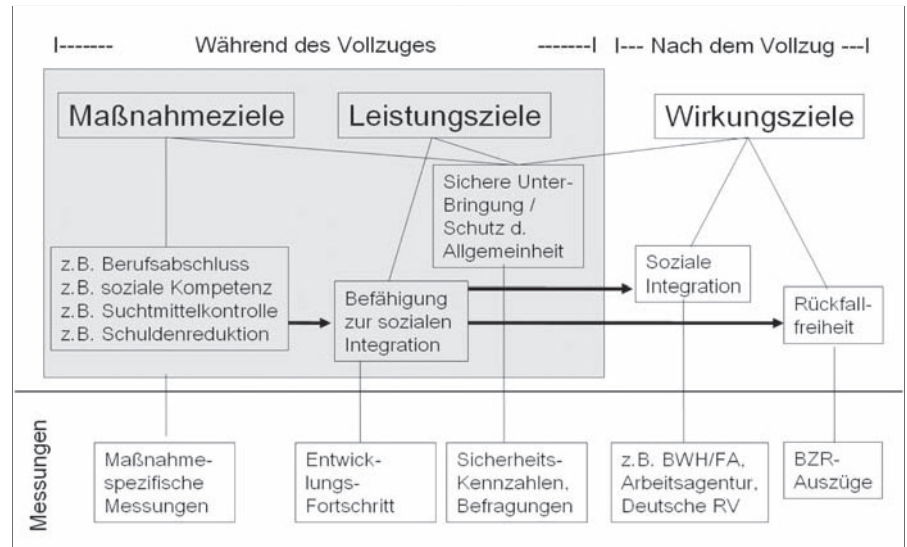 |------- Während des Vollzuges -------| |--- Nach dem Vollzug ---|
Maßnahmeziele
Leistungsziele
Wirkungsziele
Sichere Unter-
Bringung /
Schutz d.
Allgemeinheit
z.B. Berufsabschluss
z.B. soziale Kompetenz
z.B. Suchtmittelkontrolle
z.B. Schuldenreduktion
Befähigung
zur sozialen
Integration
Soziale
Integration
Rückfall-
freiheit
Messungen
Maßnahme-
spezifische
Messungen
Entwick-
lungs-
Fortschritt
Sicherheits-
Kennzahlen,
Befragungen
z.B. BWH/FA,
Arbeitsagentur,
Deutsche RV
BZR-
Auszüge